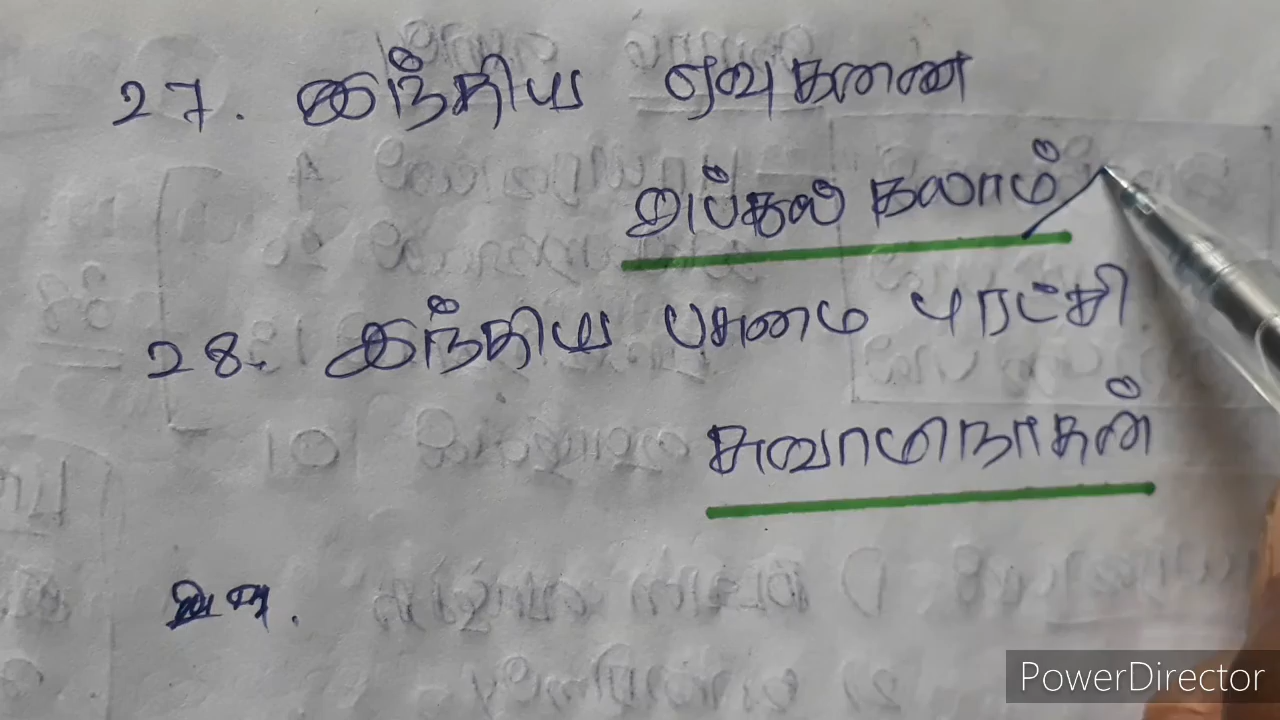 27. இந்திய ஏவுகணை
அப்துல் கலாம்
28. இந்திய பசுமை புரட்சி
சுவாமிநாதன்
PowerDirector